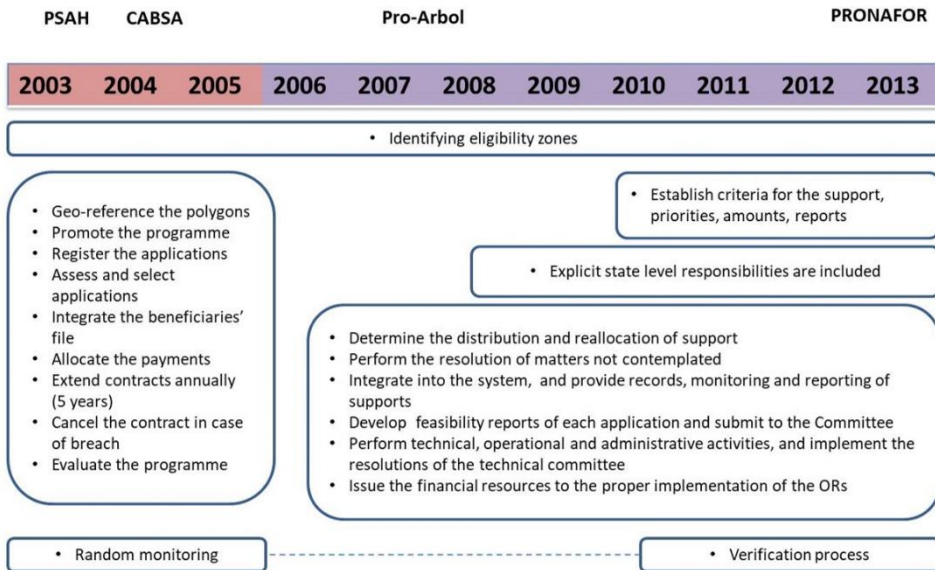 PSAH CABSA Pro-Arbol PRONAFOR
2003 2004 2005 2006 2007 2008 2009 2010 2011 2012 2013
• Identifying eligibility zones
• Geo-reference the polygons
• Promote the programme
• Register the applications
• Assess and select
applications
• Integrate the beneficiaries'
file
• Allocate the payments
• Extend contracts annually
(5 years)
• Cancel the contract in case
of breach
• Evaluate the programme
• Establish criteria for the support,
priorities, amounts, reports
• Explicit state level responsibilities are included
• Determine the distribution and reallocation of support
• Perform the resolution of matters not contemplated
• Integrate into the system, and provide records, monitoring and reporting of
supports
• Develop feasibility reports of each application and submit to the Committee
• Perform technical, operational and administrative activities, and implement the
resolutions of the technical committee
• Issue the financial resources to the proper implementation of the ORs
• Random monitoring
• Verification process